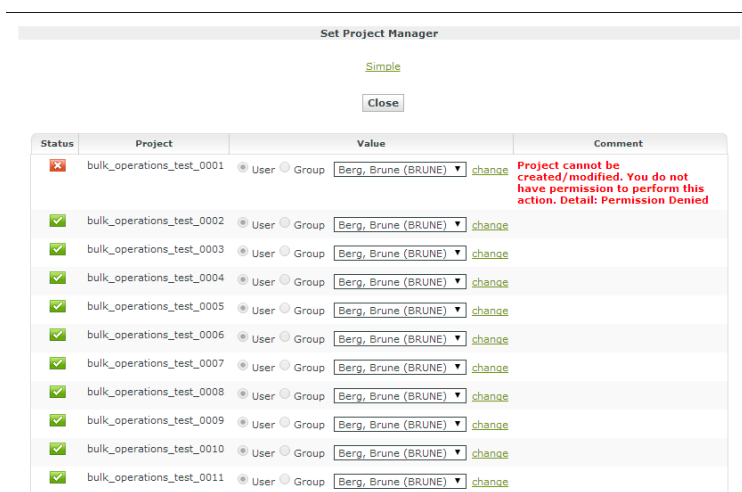 Set Project Manager
Simple
Close
Status Project Value Comment
bulk_operations_test_0001 User Group Berg, Brune (BRUNE) change Project cannot be
created/modified. You do not
have permission to perform this
action. Detail: Permission Denied
bulk_operations_test_0002 User Group Berg, Brune (BRUNE) change
bulk_operations_test_0003 User Group Berg, Brune (BRUNE) change
bulk_operations_test_0004 User Group Berg, Brune (BRUNE) change
bulk_operations_test_0005 User Group Berg, Brune (BRUNE) change
bulk_operations_test_0006 User Group Berg, Brune (BRUNE) change
bulk_operations_test_0007 User Group Berg, Brune (BRUNE) change
bulk_operations_test_0008 User Group Berg, Brune (BRUNE) change
bulk_operations_test_0009 User Group Berg, Brune (BRUNE) change
bulk_operations_test_0010 User Group Berg, Brune (BRUNE) change
bulk_operations_test_0011 User Group Berg, Brune (BRUNE) change